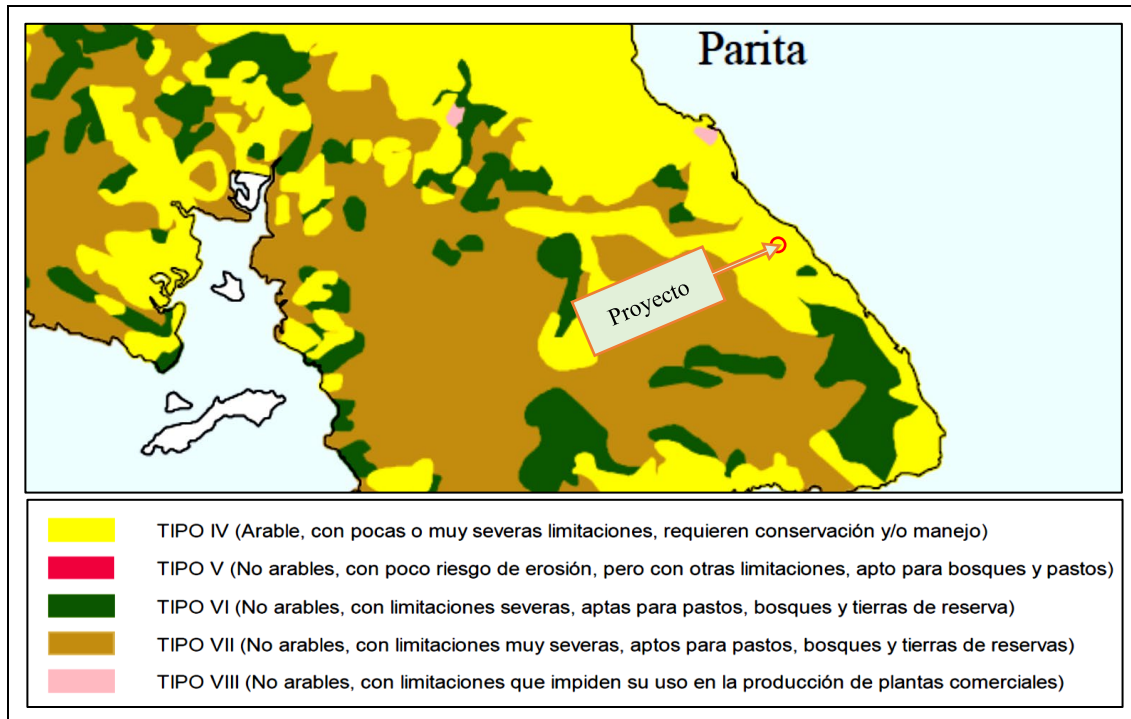 Parita
Proyecto
TIPO IV (Arable, con pocas o muy severas limitaciones, requieren conservación y/o manejo)
TIPO V (No arables, con poco riesgo de erosión, pero con otras limitaciones, apto para bosques y pastos)
TIPO VI (No arables, con limitaciones severas, aptas para pastos, bosques y tierras de reserva)
TIPO VII (No arables, con limitaciones muy severas, aptos para pastos, bosques y tierras de reservas)
TIPO VIII (No arables, con limitaciones que impiden su uso en la producción de plantas comerciales)